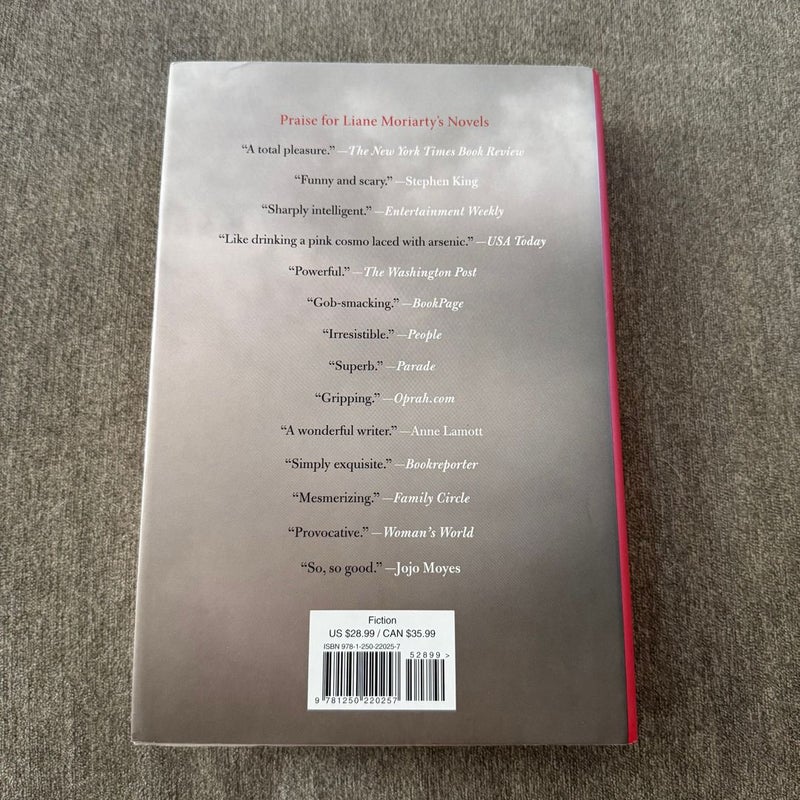 Praise for Liane Moriarty's Novels
“A total pleasure.” —The New York Times Book Review
“Funny and scary.” —Stephen King
“Sharply intelligent.” —Entertainment Weekly
“Like drinking a pink cosmo laced with arsenic.” —USA Today
“Powerful.” —The Washington Post
“Gob-smacking.” —BookPage
“Irresistible.” —People
“Superb.” —Parade
“Gripping.” —Oprah.com
“A wonderful writer.” —Anne Lamott
“Simply exquisite.” —Bookreporter
“Mesmerizing.” —Family Circle
“Provocative.” —Woman's World
“So, so good.” —Jojo Moyes
Fiction
US $28.99 / CAN $35.99
ISBN 978-1-250-22025-7
52899 >
9 781250 220257